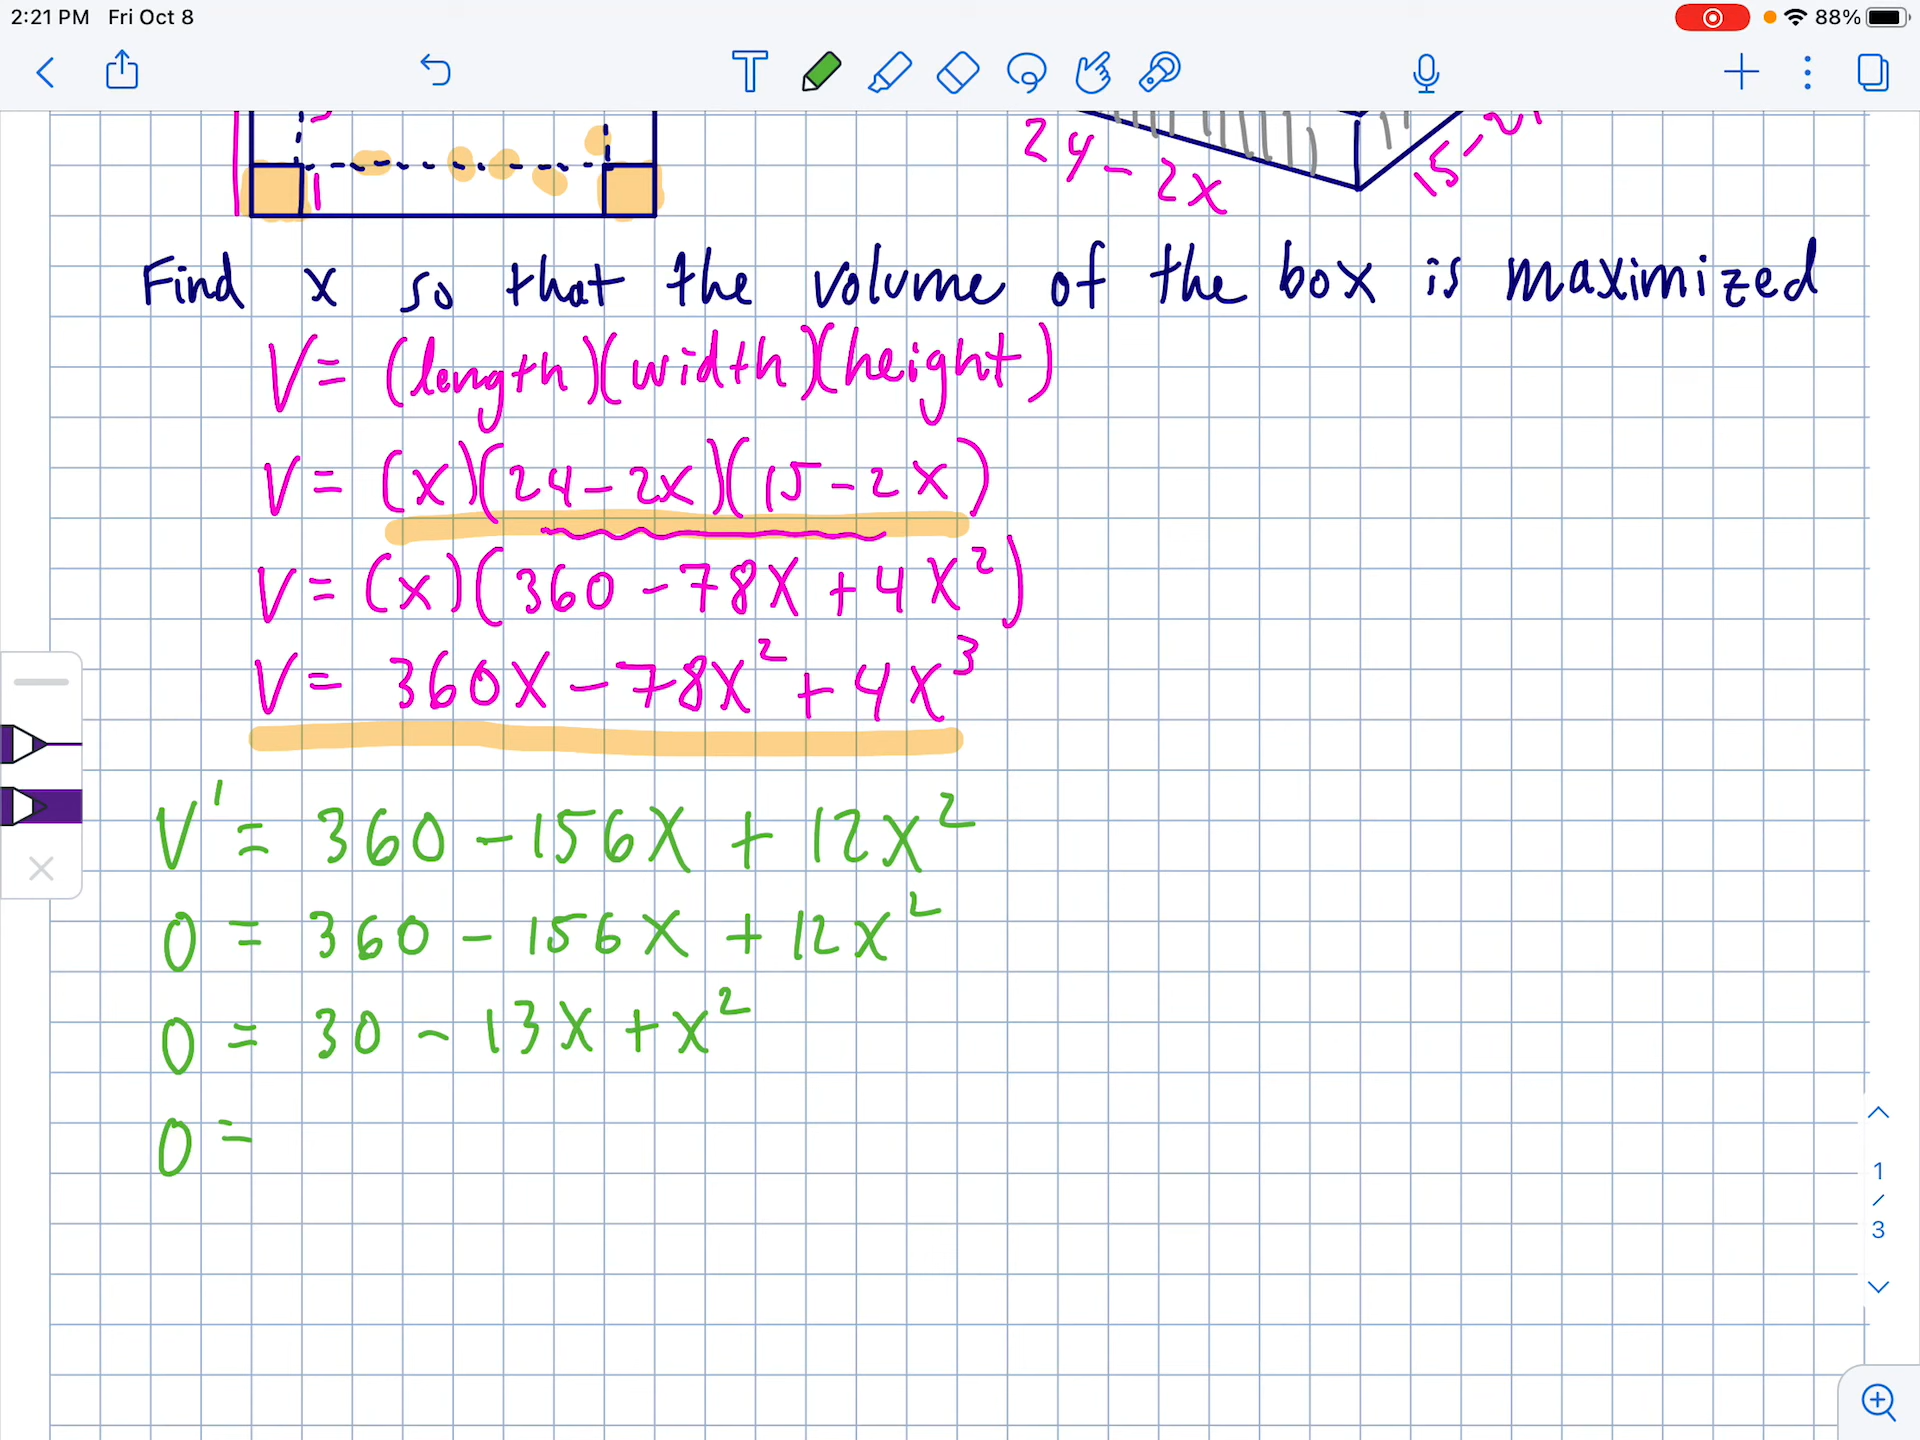 2:21 PM Fri Oct 8
88%
T
24 - 2x
15 -
Find x so that the volume of the box is maximized
V = (length)(width)(height)
V = (x)(24-2x)(15-2x)
V = (x)(360-78x+4x²)
V = 360x-78x²+4x³
V' = 360-156x+12x²
0 = 360-156x+12x²
0 = 30-13x+x²
0 =
1
/
3